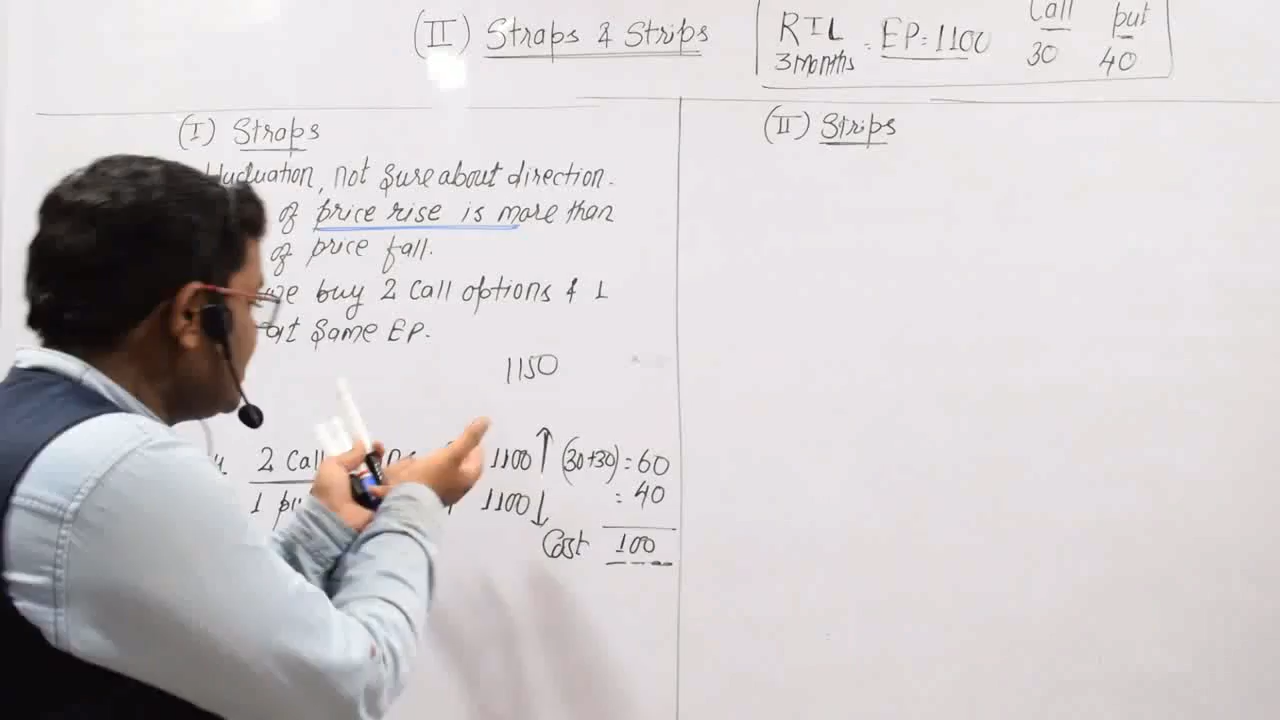 (II) Straps & Strips
RIL = EP = 1100 Call put
3 months 30 40
(I) Straps
fluctuation, not sure about direction.
of price rise is more than
of price fall.
we buy 2 call options & 1
at same EP.
1150
2 Call 1100 ↑ (30+30) = 60
1 1100 ↓ = 40
Cost 100
(II) Strips